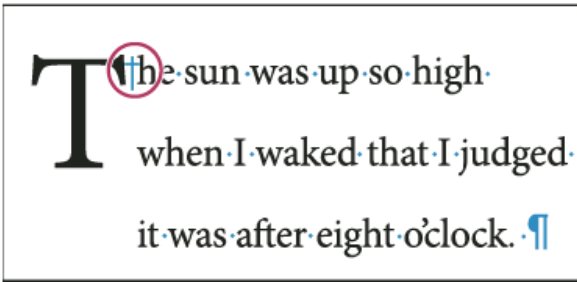 The sun was up so high
when I waked that I judged
it was after eight o’clock. ¶